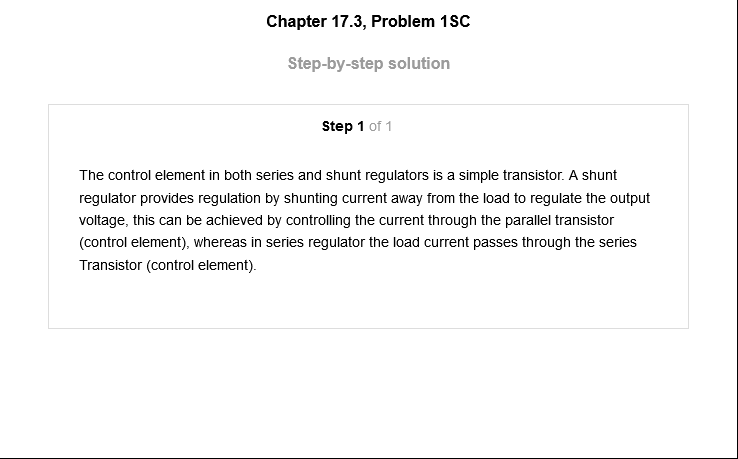 Chapter 17.3, Problem 1SC
Step-by-step solution
Step 1 of 1
The control element in both series and shunt regulators is a simple transistor. A shunt
regulator provides regulation by shunting current away from the load to regulate the output
voltage, this can be achieved by controlling the current through the parallel transistor
(control element), whereas in series regulator the load current passes through the series
Transistor (control element).